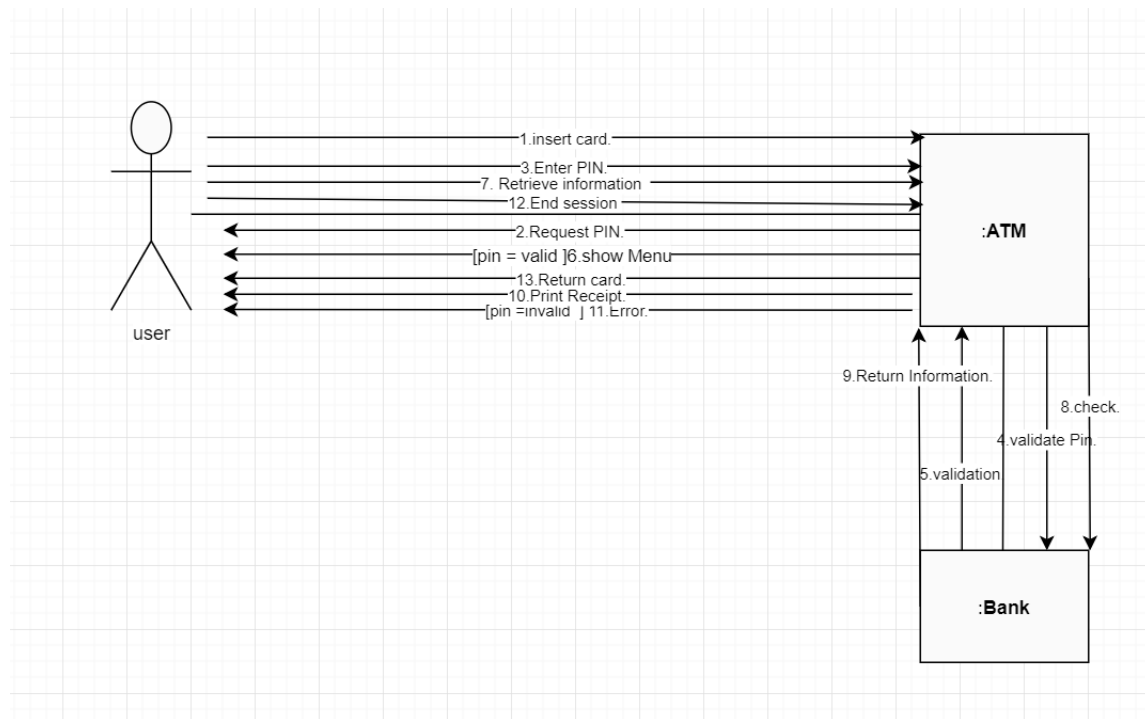 1.insert card.
3.Enter PIN.
7. Retrieve information
12.End session
2.Request PIN.
[pin = valid ]6.show Menu
13.Return card.
10.Print Receipt.
[pin =invalid ] 11.Error.
:ATM
user
9.Return Information.
8.check.
4.validate Pin.
5.validation
:Bank